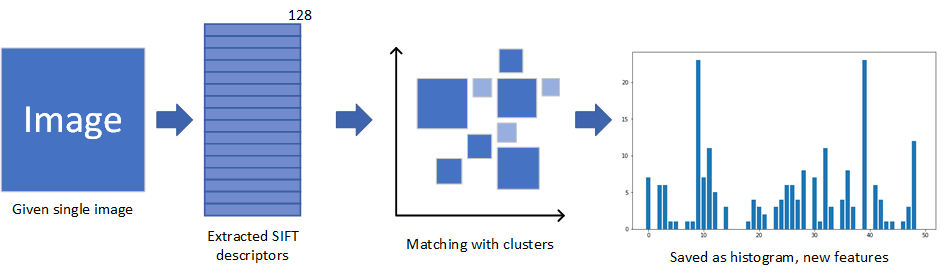 128
Image
Given single image
Extracted SIFT
descriptors
Matching with clusters
20
15
10
5
0
0 10 20 30 40 50
Saved as histogram, new features